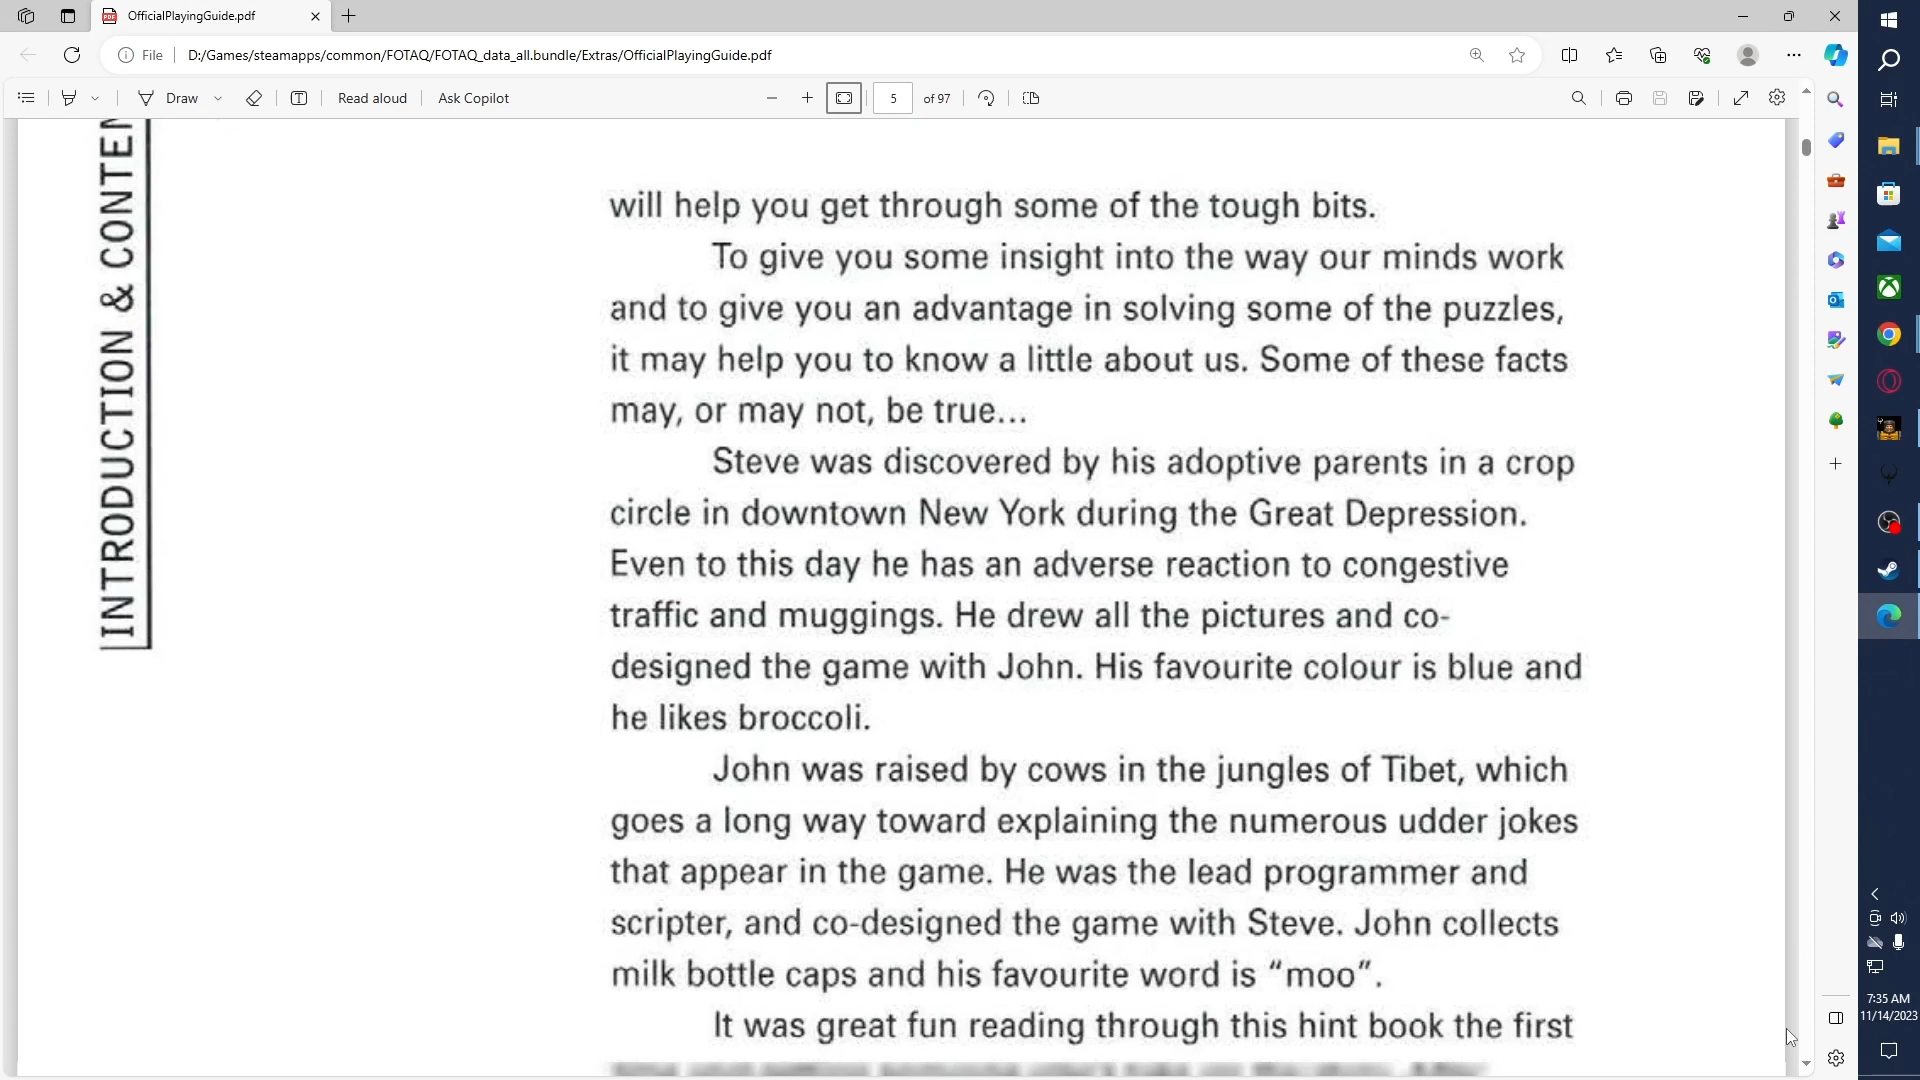 OfficialPlayingGuide.pdf
File
D:/Games/steamapps/common/FOTAQ/FOTAQ_data_all.bundle/Extras/OfficialPlayingGuide.pdf
Draw
Read aloud
Ask Copilot
5
of 97
INTRODUCTION & CONTEN
will help you get through some of the tough bits.
To give you some insight into the way our minds work
and to give you an advantage in solving some of the puzzles,
it may help you to know a little about us. Some of these facts
may, or may not, be true...
Steve was discovered by his adoptive parents in a crop
circle in downtown New York during the Great Depression.
Even to this day he has an adverse reaction to congestive
traffic and muggings. He drew all the pictures and co-
designed the game with John. His favourite colour is blue and
he likes broccoli.
John was raised by cows in the jungles of Tibet, which
goes a long way toward explaining the numerous udder jokes
that appear in the game. He was the lead programmer and
scripter, and co-designed the game with Steve. John collects
milk bottle caps and his favourite word is “moo”.
It was great fun reading through this hint book the first
7:35 AM
11/14/2023